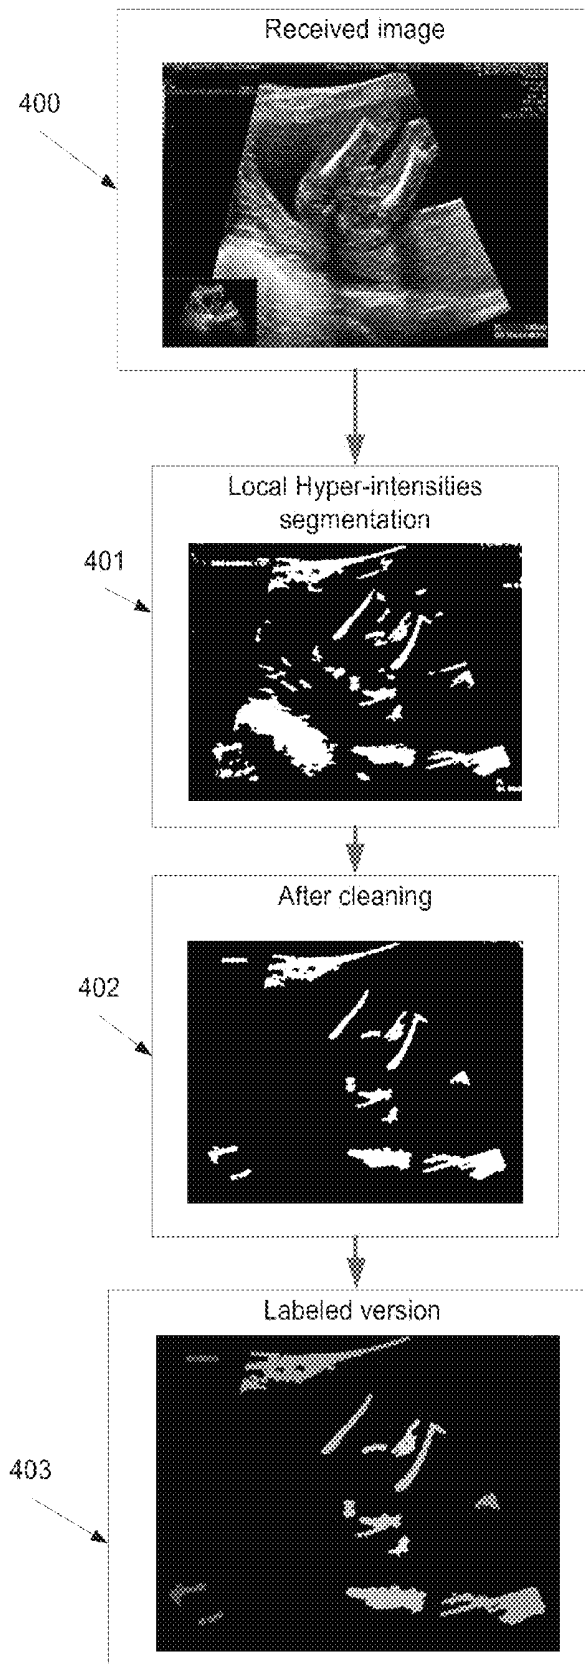 Received image
400
Local Hyper-intensities
segmentation
401
After cleaning
402
Labeled version
403